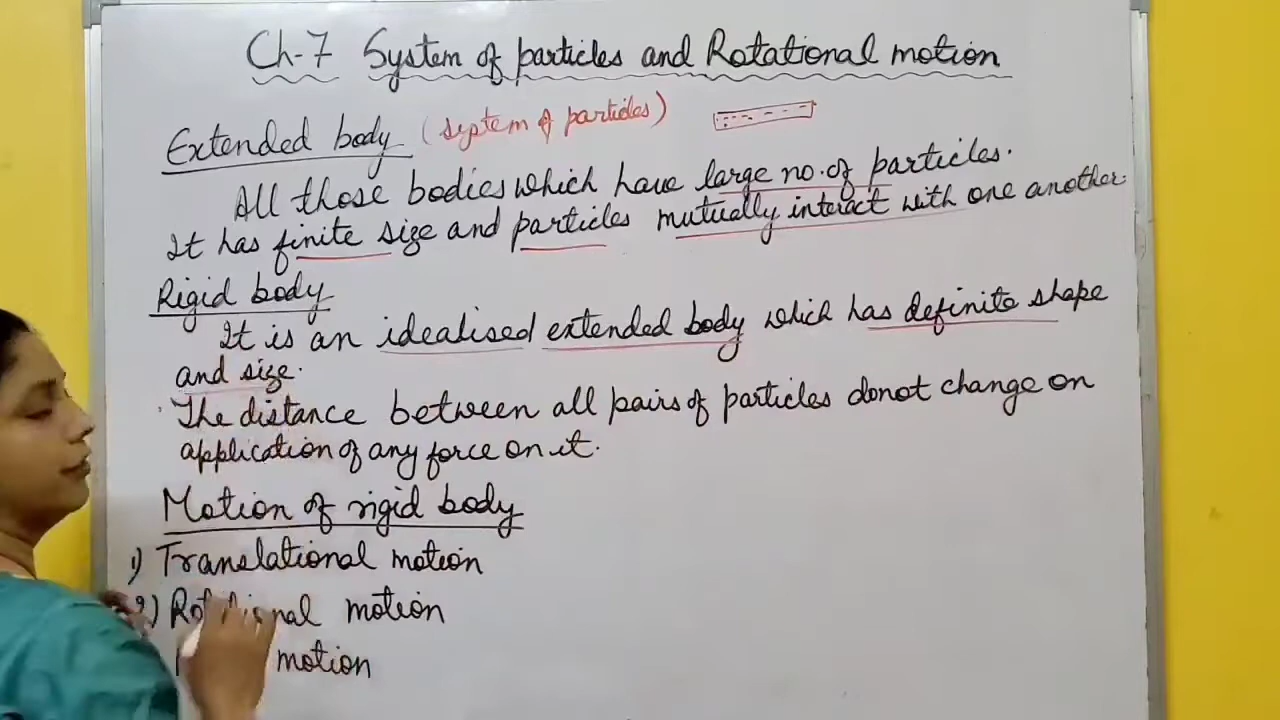 Ch-7 System of particles and Rotational motion
Extended body (system of particles)
All those bodies which have large no. of particles.
It has finite size and particles mutually interact with one another.
Rigid body
It is an idealised extended body which has definite shape
and size.
The distance between all pairs of particles donot change on
application of any force on it.
Motion of rigid body
1) Translational motion
2) Rotational motion
motion